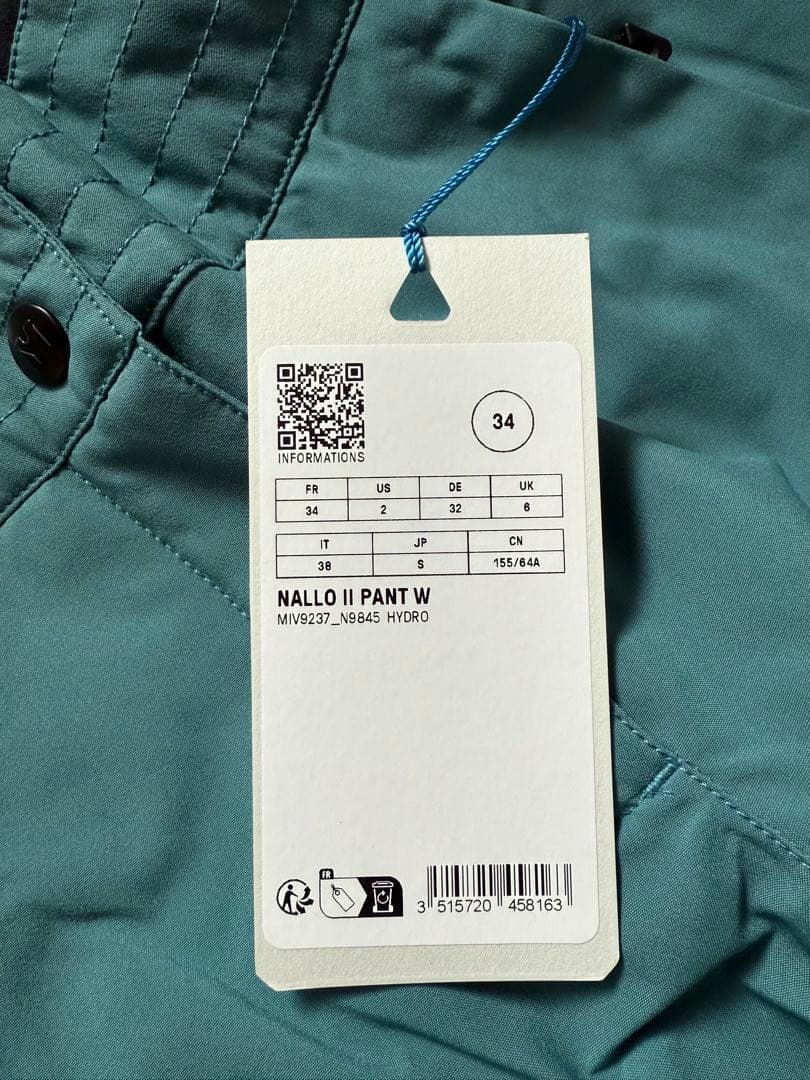 INFORMATIONS
34
FR US DE UK
34 2 32 6
IT JP CN
38 S 155/64A
NALLO II PANT W
MIV9237_N9845 HYDRO
FR
3 515720 458163